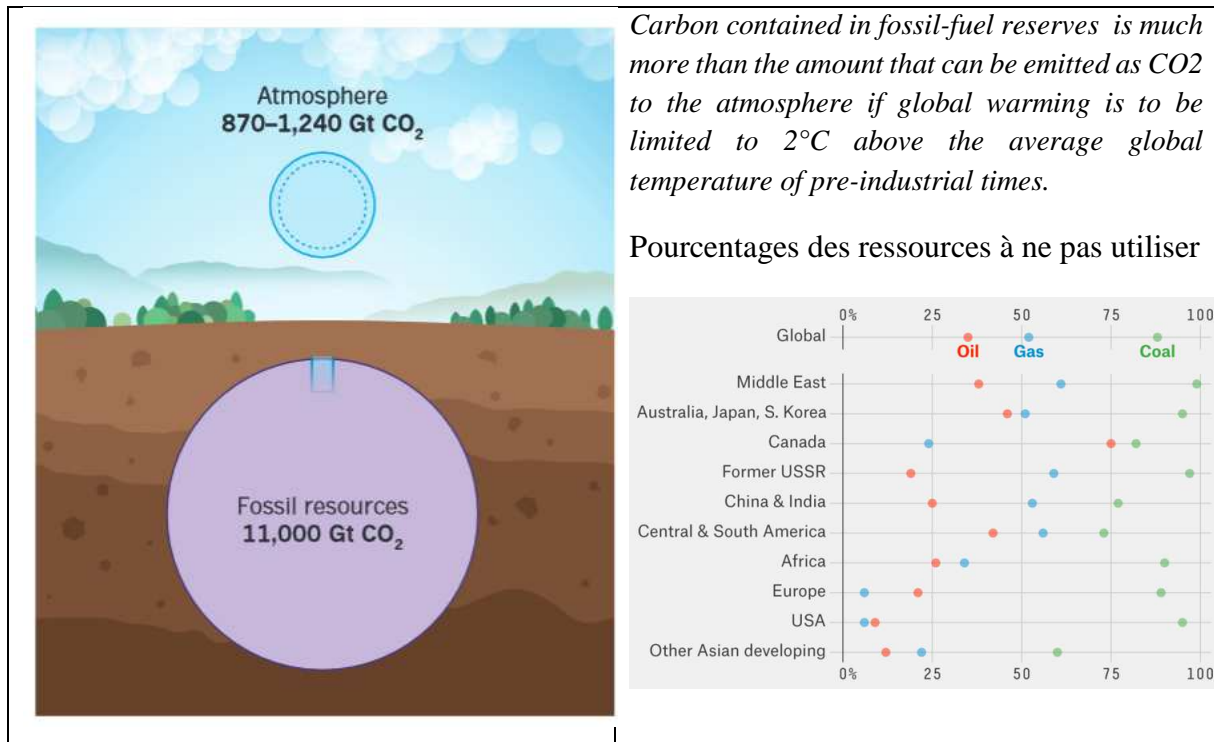 Atmosphere
870–1,240 Gt CO₂
Fossil resources
11,000 Gt CO₂
Carbon contained in fossil-fuel reserves is much
more than the amount that can be emitted as CO2
to the atmosphere if global warming is to be
limited to 2°C above the average global
temperature of pre-industrial times.
Pourcentages des ressources à ne pas utiliser
0% 25 50 75 100
Global
Oil Gas Coal
Middle East
Australia, Japan, S. Korea
Canada
Former USSR
China & India
Central & South America
Africa
Europe
USA
Other Asian developing
0% 25 50 75 100